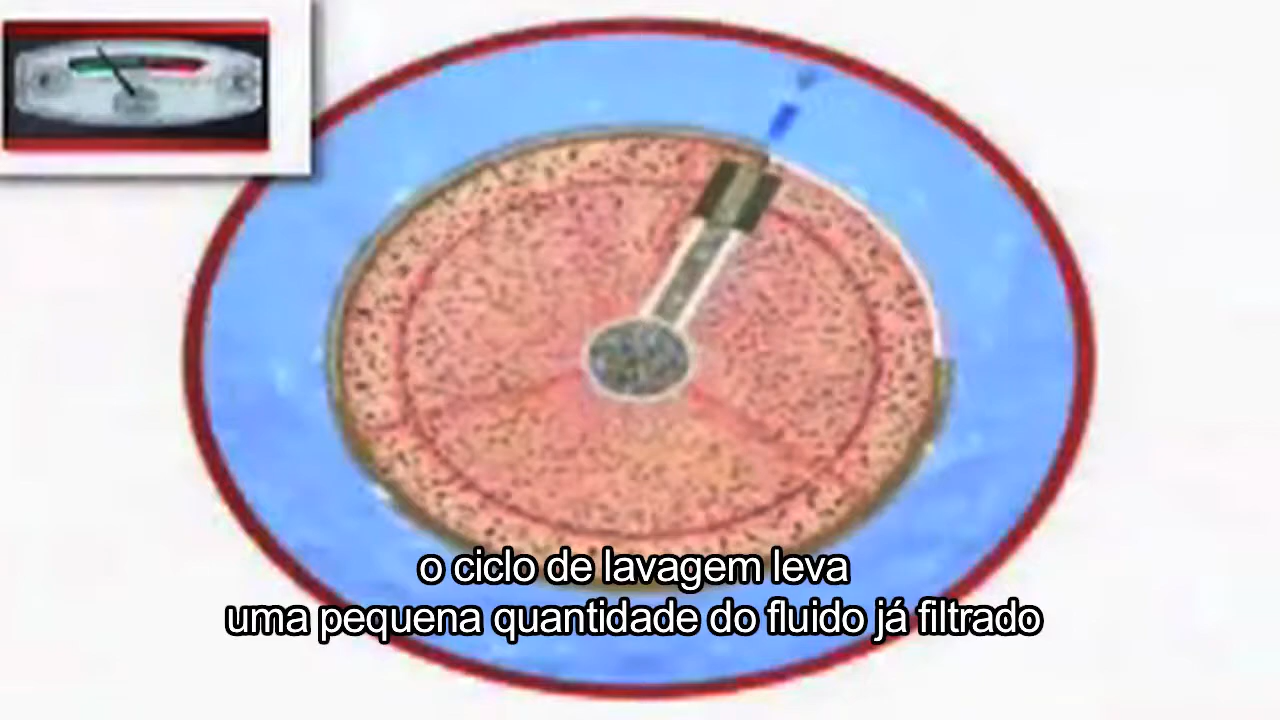 o ciclo de lavagem leva
uma pequena quantidade do fluido já filtrado